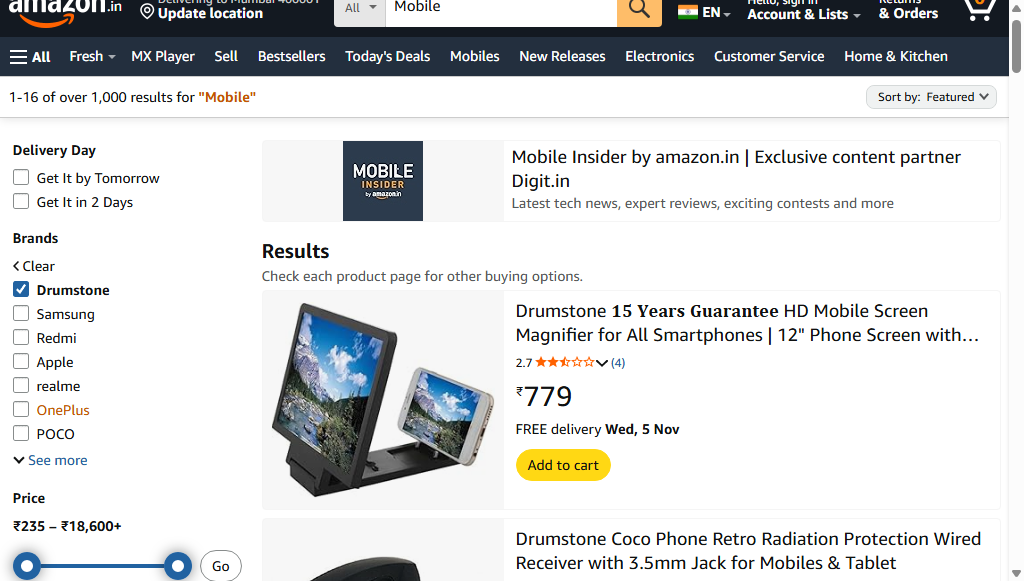 amazon.in
Delivering to Mumbai 400001
Update location
All
Mobile
EN
Hello, sign in
Account & Lists
Returns
& Orders
0
All
Fresh
MX Player
Sell
Bestsellers
Today's Deals
Mobiles
New Releases
Electronics
Customer Service
Home & Kitchen
1-16 of over 1,000 results for "Mobile"
Sort by: Featured
Delivery Day
Get It by Tomorrow
Get It in 2 Days
Brands
Clear
Drumstone
Samsung
Redmi
Apple
realme
OnePlus
POCO
See more
Price
₹235 – ₹18,600+
Go
MOBILE
INSIDER
by amazon.in
Mobile Insider by amazon.in | Exclusive content partner
Digit.in
Latest tech news, expert reviews, exciting contests and more
Results
Check each product page for other buying options.
Drumstone 𝟏𝟓 𝐘𝐞𝐚𝐫𝐬 𝐆𝐮𝐚𝐫𝐚𝐧𝐭𝐞𝐞 HD Mobile Screen
Magnifier for All Smartphones | 12" Phone Screen with…
2.7 (4)
₹779
FREE delivery Wed, 5 Nov
Add to cart
Drumstone Coco Phone Retro Radiation Protection Wired
Receiver with 3.5mm Jack for Mobiles & Tablet